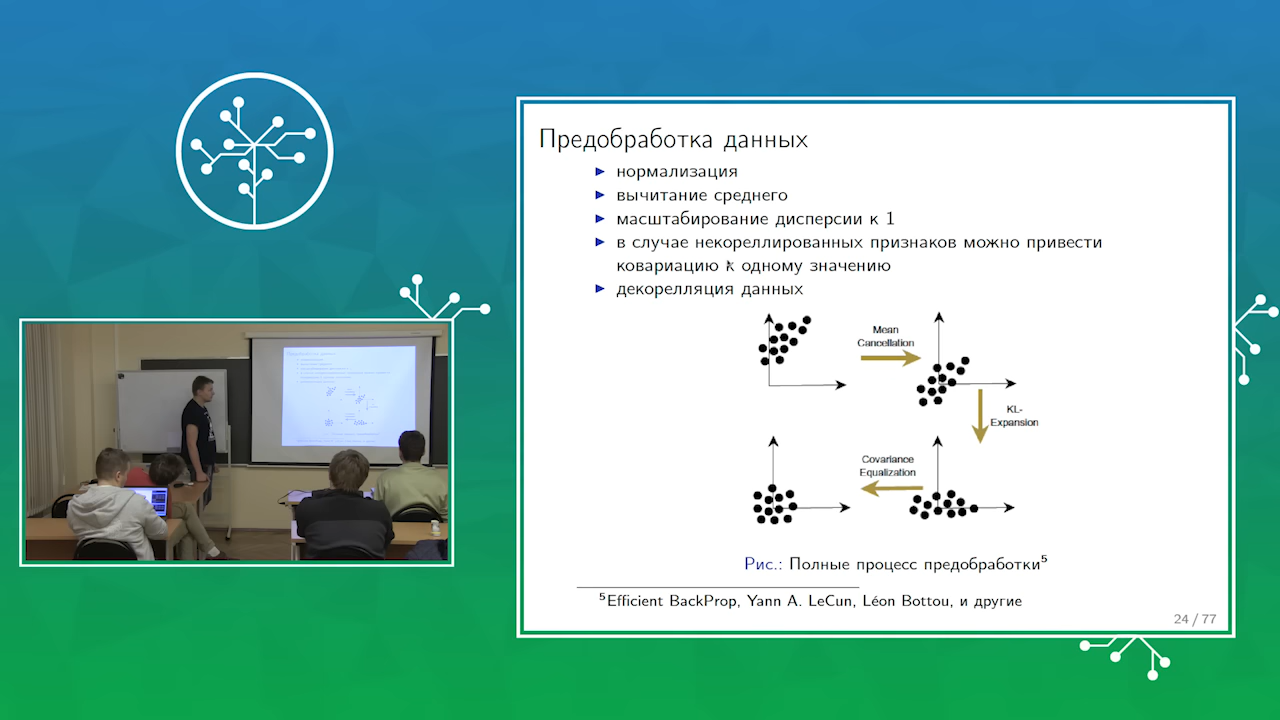 Предобработка данных
нормализация
вычитание среднего
масштабирование дисперсии к 1
в случае некореллированных признаков можно привести
ковариацию к одному значению
декорелляция данных
Mean
Cancellation
KL-
Expansion
Covariance
Equalization
Рис.: Полные процесс предобработки⁵
⁵Efficient BackProp, Yann A. LeCun, Léon Bottou, и другие
24 / 77